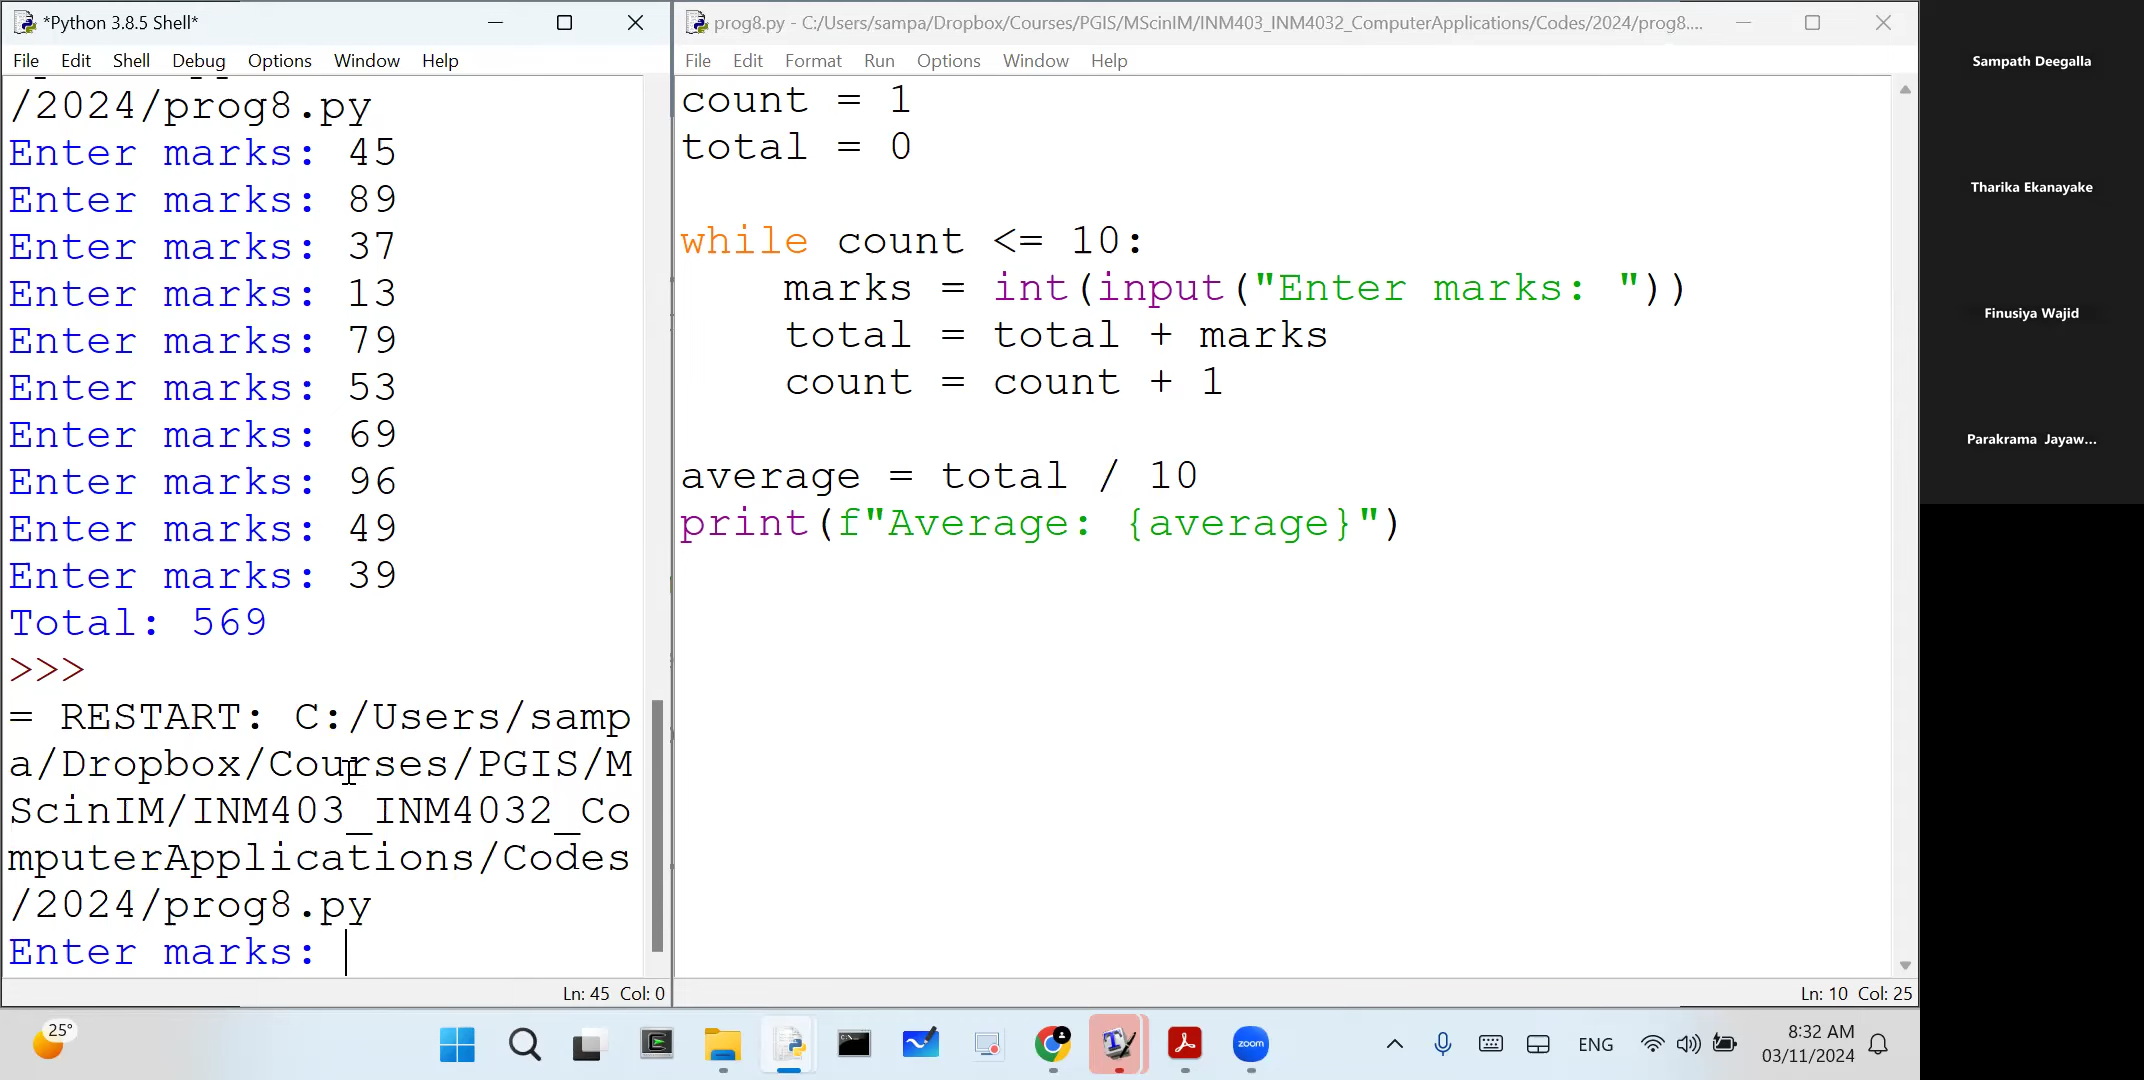 *Python 3.8.5 Shell*
File Edit Shell Debug Options Window Help
/2024/prog8.py
Enter marks: 45
Enter marks: 89
Enter marks: 37
Enter marks: 13
Enter marks: 79
Enter marks: 53
Enter marks: 69
Enter marks: 96
Enter marks: 49
Enter marks: 39
Total: 569
>>>
= RESTART: C:/Users/samp
a/Dropbox/Courses/PGIS/M
ScinIM/INM403_INM4032_Co
mputerApplications/Codes
/2024/prog8.py
Enter marks:
Ln: 45 Col: 0
prog8.py - C:/Users/sampa/Dropbox/Courses/PGIS/MScinIM/INM403_INM4032_ComputerApplications/Codes/2024/prog8....
File Edit Format Run Options Window Help
count = 1
total = 0
while count <= 10:
    marks = int(input("Enter marks: "))
    total = total + marks
    count = count + 1
average = total / 10
print(f"Average: {average}")
Ln: 10 Col: 25
Sampath Deegalla
Tharika Ekanayake
Finusiya Wajid
Parakrama Jayaw...
25°
zoom
ENG
8:32 AM
03/11/2024